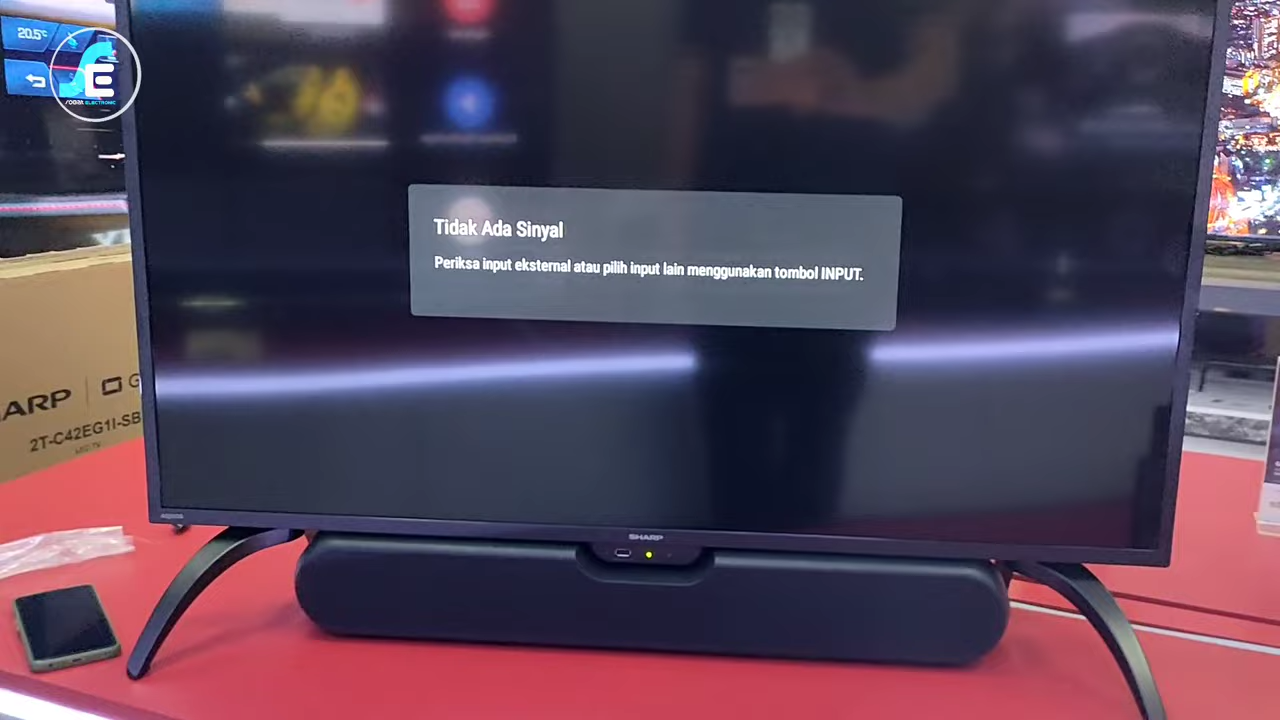 20.5°C
E
Tidak Ada Sinyal
Periksa input eksternal atau pilih input lain menggunakan tombol INPUT.
ARP | G
2T-C42EG1I-SB
SHARP